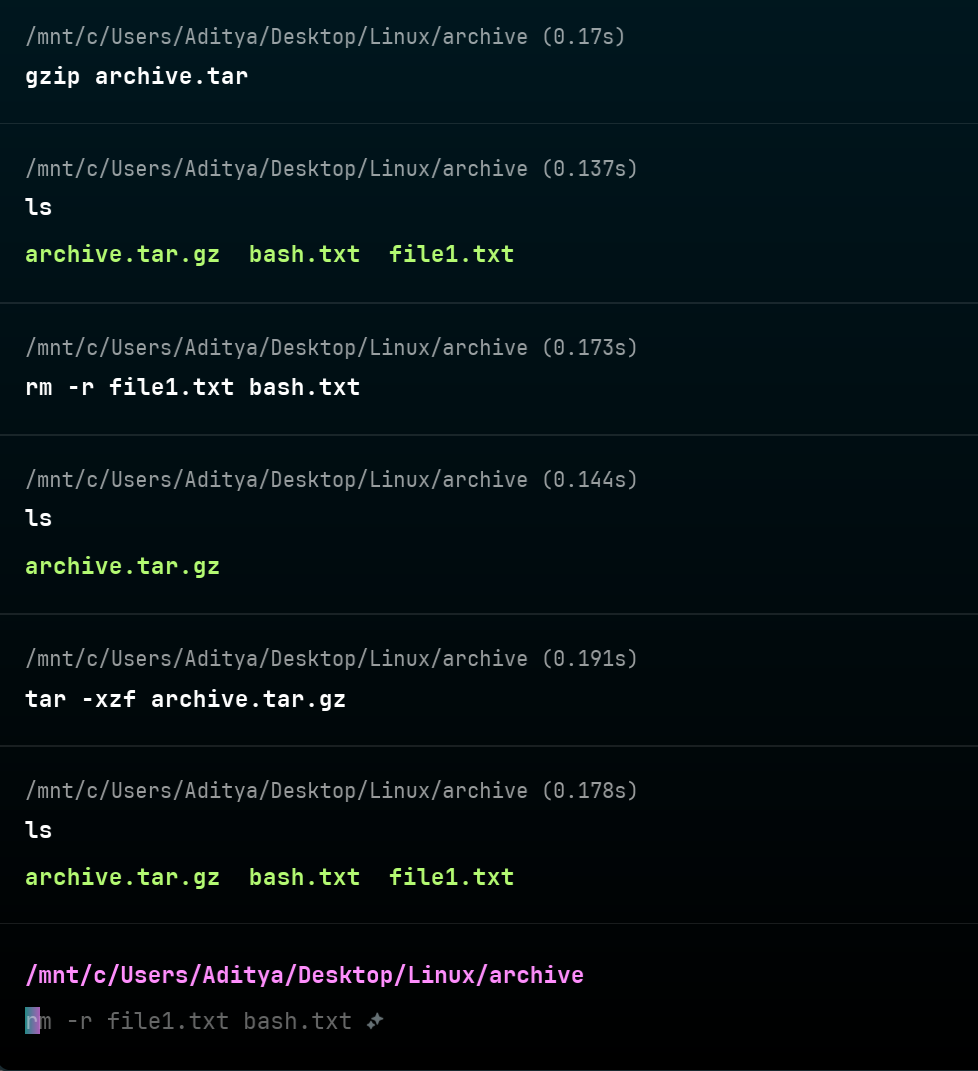 /mnt/c/Users/Aditya/Desktop/Linux/archive (0.17s)
gzip archive.tar
/mnt/c/Users/Aditya/Desktop/Linux/archive (0.137s)
ls
archive.tar.gz  bash.txt  file1.txt
/mnt/c/Users/Aditya/Desktop/Linux/archive (0.173s)
rm -r file1.txt bash.txt
/mnt/c/Users/Aditya/Desktop/Linux/archive (0.144s)
ls
archive.tar.gz
/mnt/c/Users/Aditya/Desktop/Linux/archive (0.191s)
tar -xzf archive.tar.gz
/mnt/c/Users/Aditya/Desktop/Linux/archive (0.178s)
ls
archive.tar.gz  bash.txt  file1.txt
/mnt/c/Users/Aditya/Desktop/Linux/archive
rm -r file1.txt bash.txt